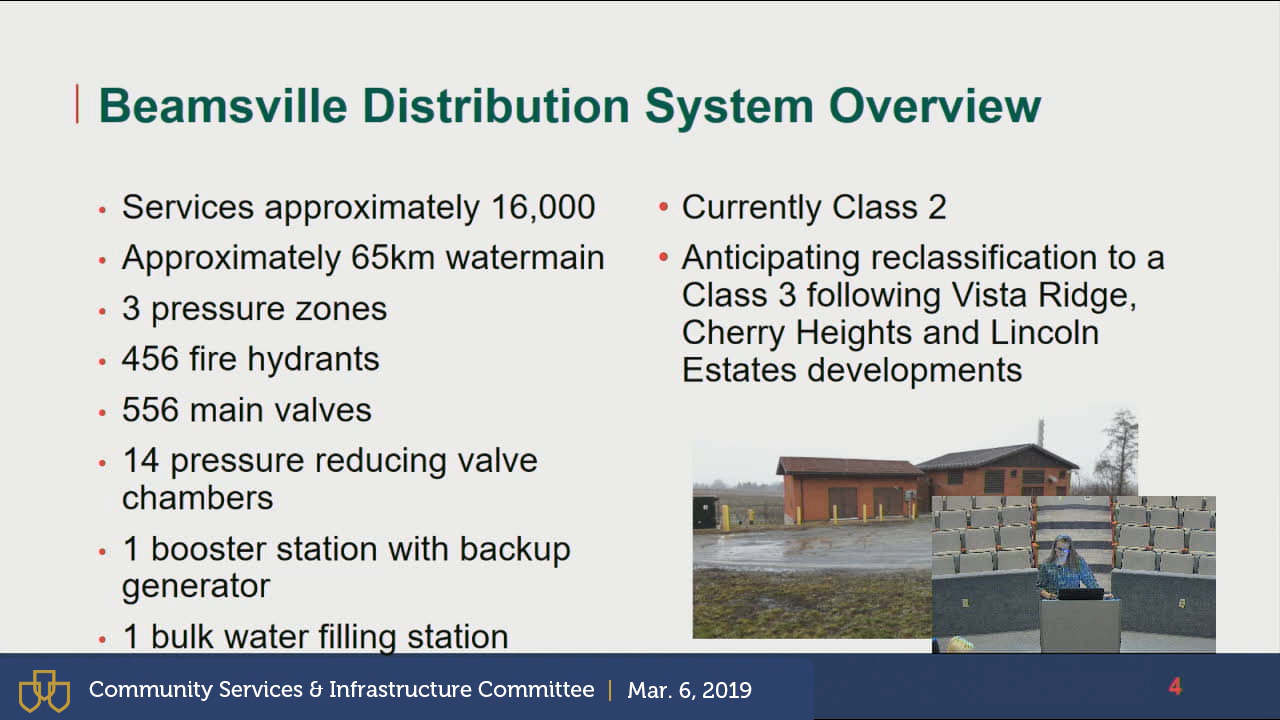 Beamsville Distribution System Overview
• Services approximately 16,000
• Approximately 65km watermain
• 3 pressure zones
• 456 fire hydrants
• 556 main valves
• 14 pressure reducing valve
chambers
• 1 booster station with backup
generator
• 1 bulk water filling station
• Currently Class 2
• Anticipating reclassification to a
Class 3 following Vista Ridge,
Cherry Heights and Lincoln
Estates developments
Community Services & Infrastructure Committee | Mar. 6, 2019
4